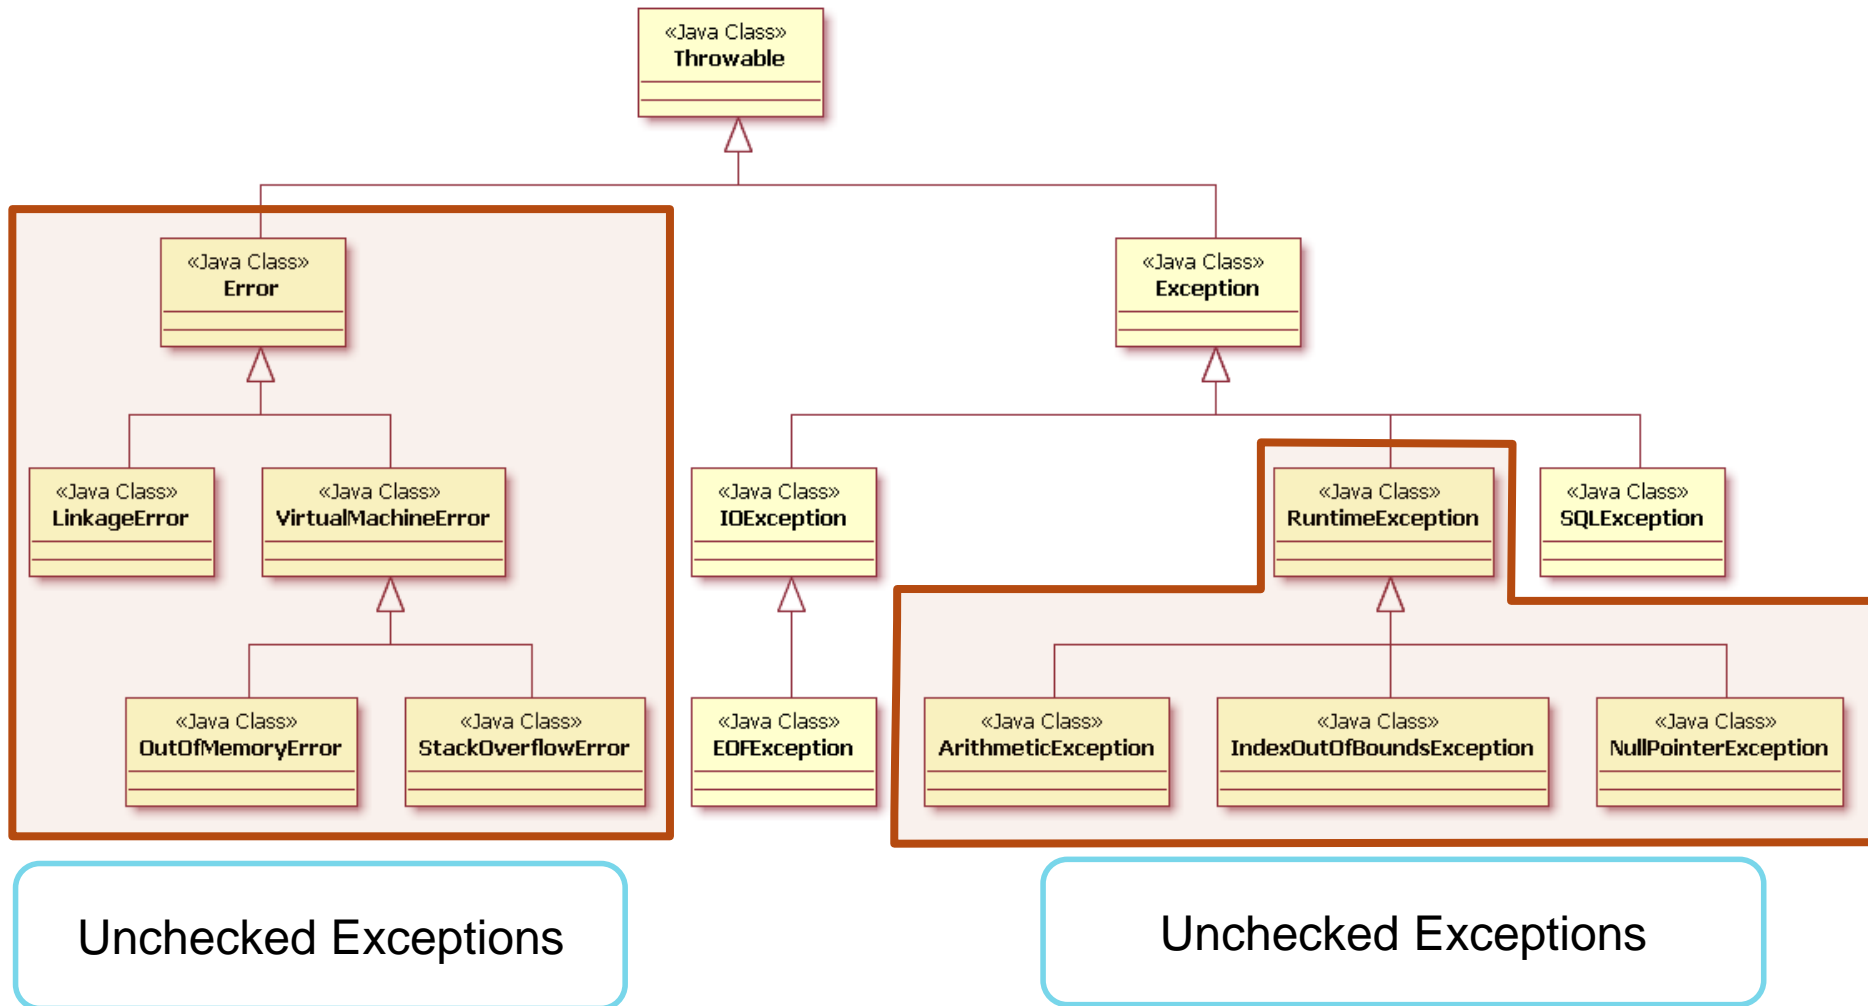 «Java Class»
Throwable
«Java Class»
Error
«Java Class»
Exception
«Java Class»
LinkageError
«Java Class»
VirtualMachineError
«Java Class»
IOException
«Java Class»
RuntimeException
«Java Class»
SQLException
«Java Class»
OutOfMemoryError
«Java Class»
StackOverflowError
«Java Class»
EOFException
«Java Class»
ArithmeticException
«Java Class»
IndexOutOfBoundsException
«Java Class»
NullPointerException
Unchecked Exceptions
Unchecked Exceptions